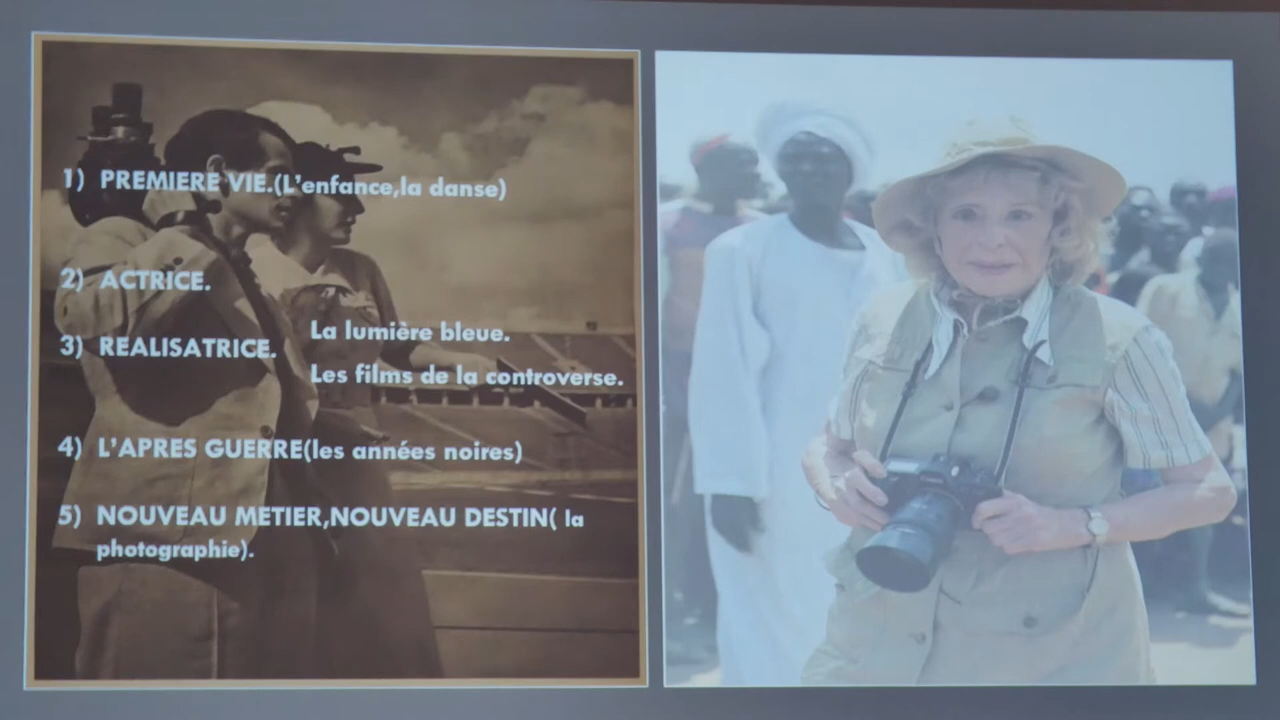 1) PREMIERE VIE.(L'enfance,la danse)
2) ACTRICE.
3) REALISATRICE.
La lumière bleue.
Les films de la controverse.
4) L'APRES GUERRE(les années noires)
5) NOUVEAU METIER,NOUVEAU DESTIN( la
photographie).